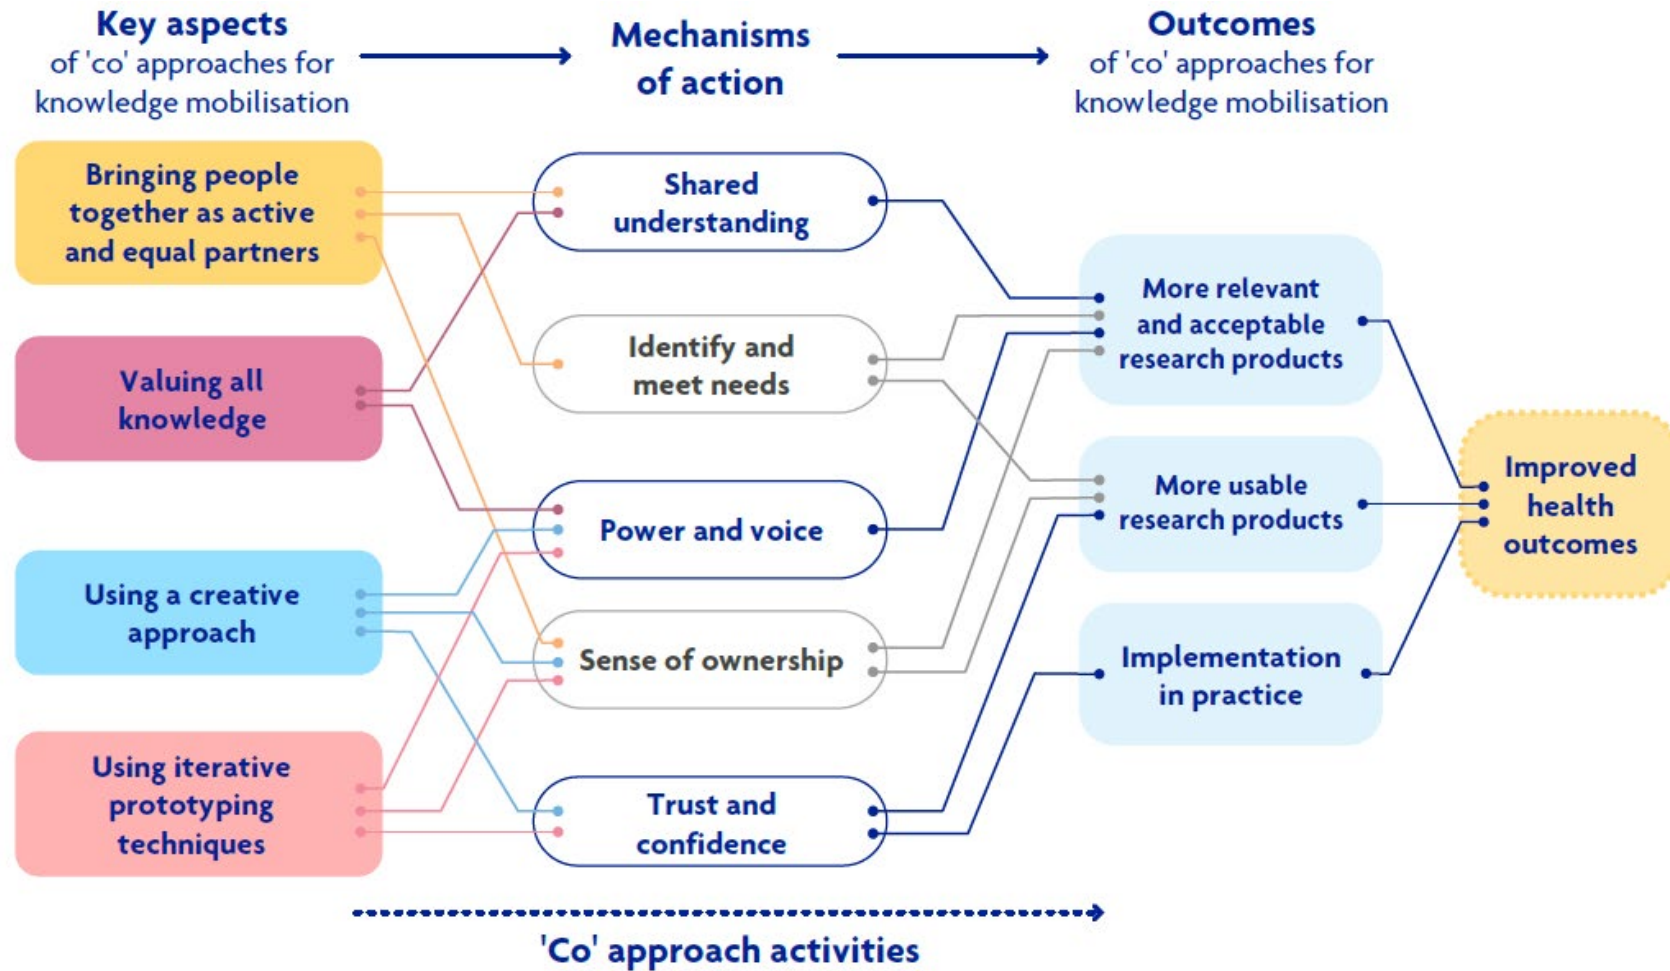 Key aspects
of 'co' approaches for
knowledge mobilisation
Mechanisms
of action
Outcomes
of 'co' approaches for
knowledge mobilisation
Bringing people
together as active
and equal partners
Valuing all
knowledge
Using a creative
approach
Using iterative
prototyping
techniques
Shared
understanding
Identify and
meet needs
Power and voice
Sense of ownership
Trust and
confidence
More relevant
and acceptable
research products
More usable
research products
Implementation
in practice
Improved
health
outcomes
'Co' approach activities